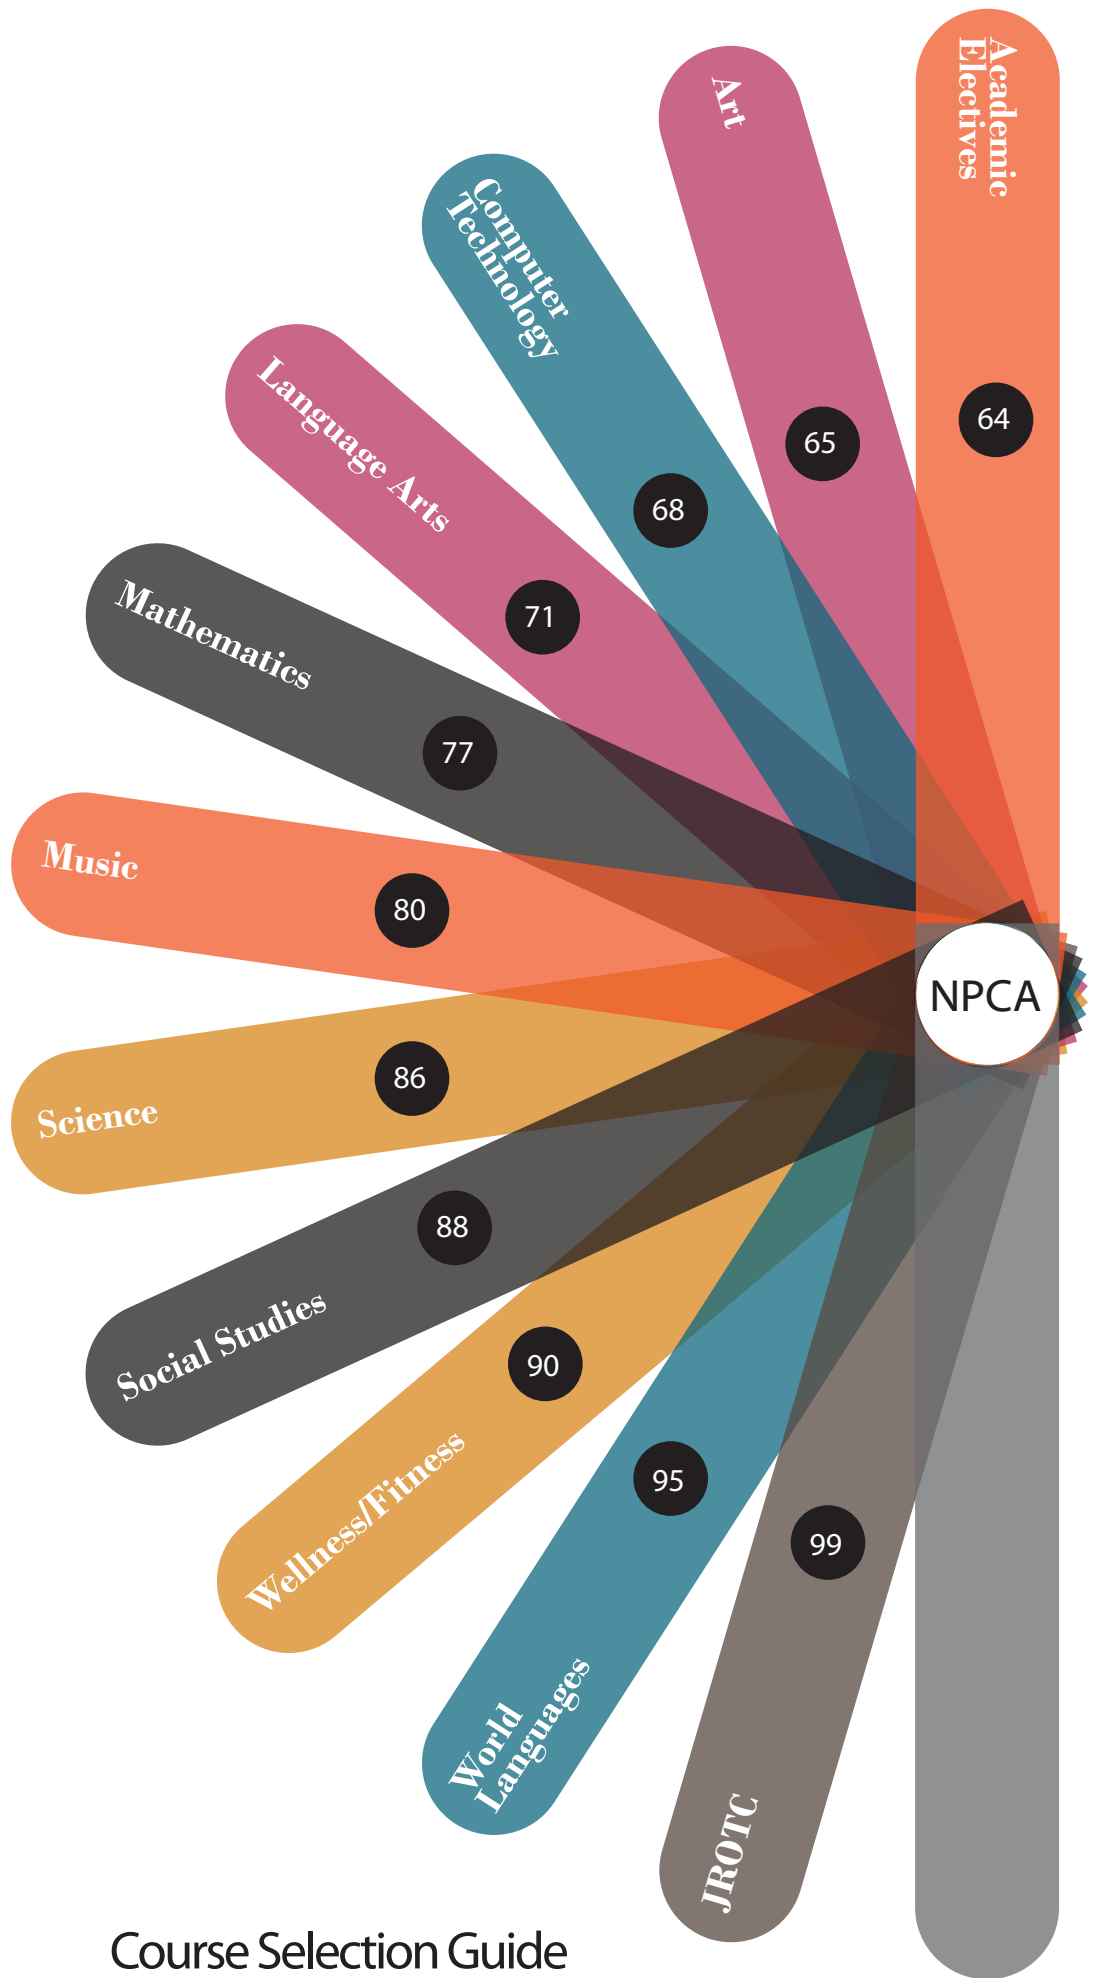 Academic
Electives
64
Art
65
Computer
Technology
68
Language Arts
71
Mathematics
77
Music
80
NPCA
Science
86
Social Studies
88
Wellness/Fitness
90
World
Languages
95
JROTC
99
Course Selection Guide